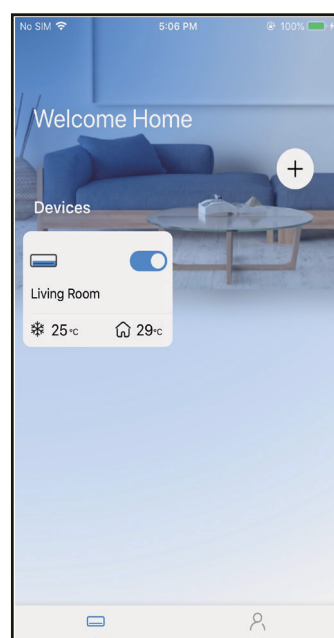 No SIM 5:06 PM 100%
Welcome Home
+
Devices
Living Room
25°C 29°C